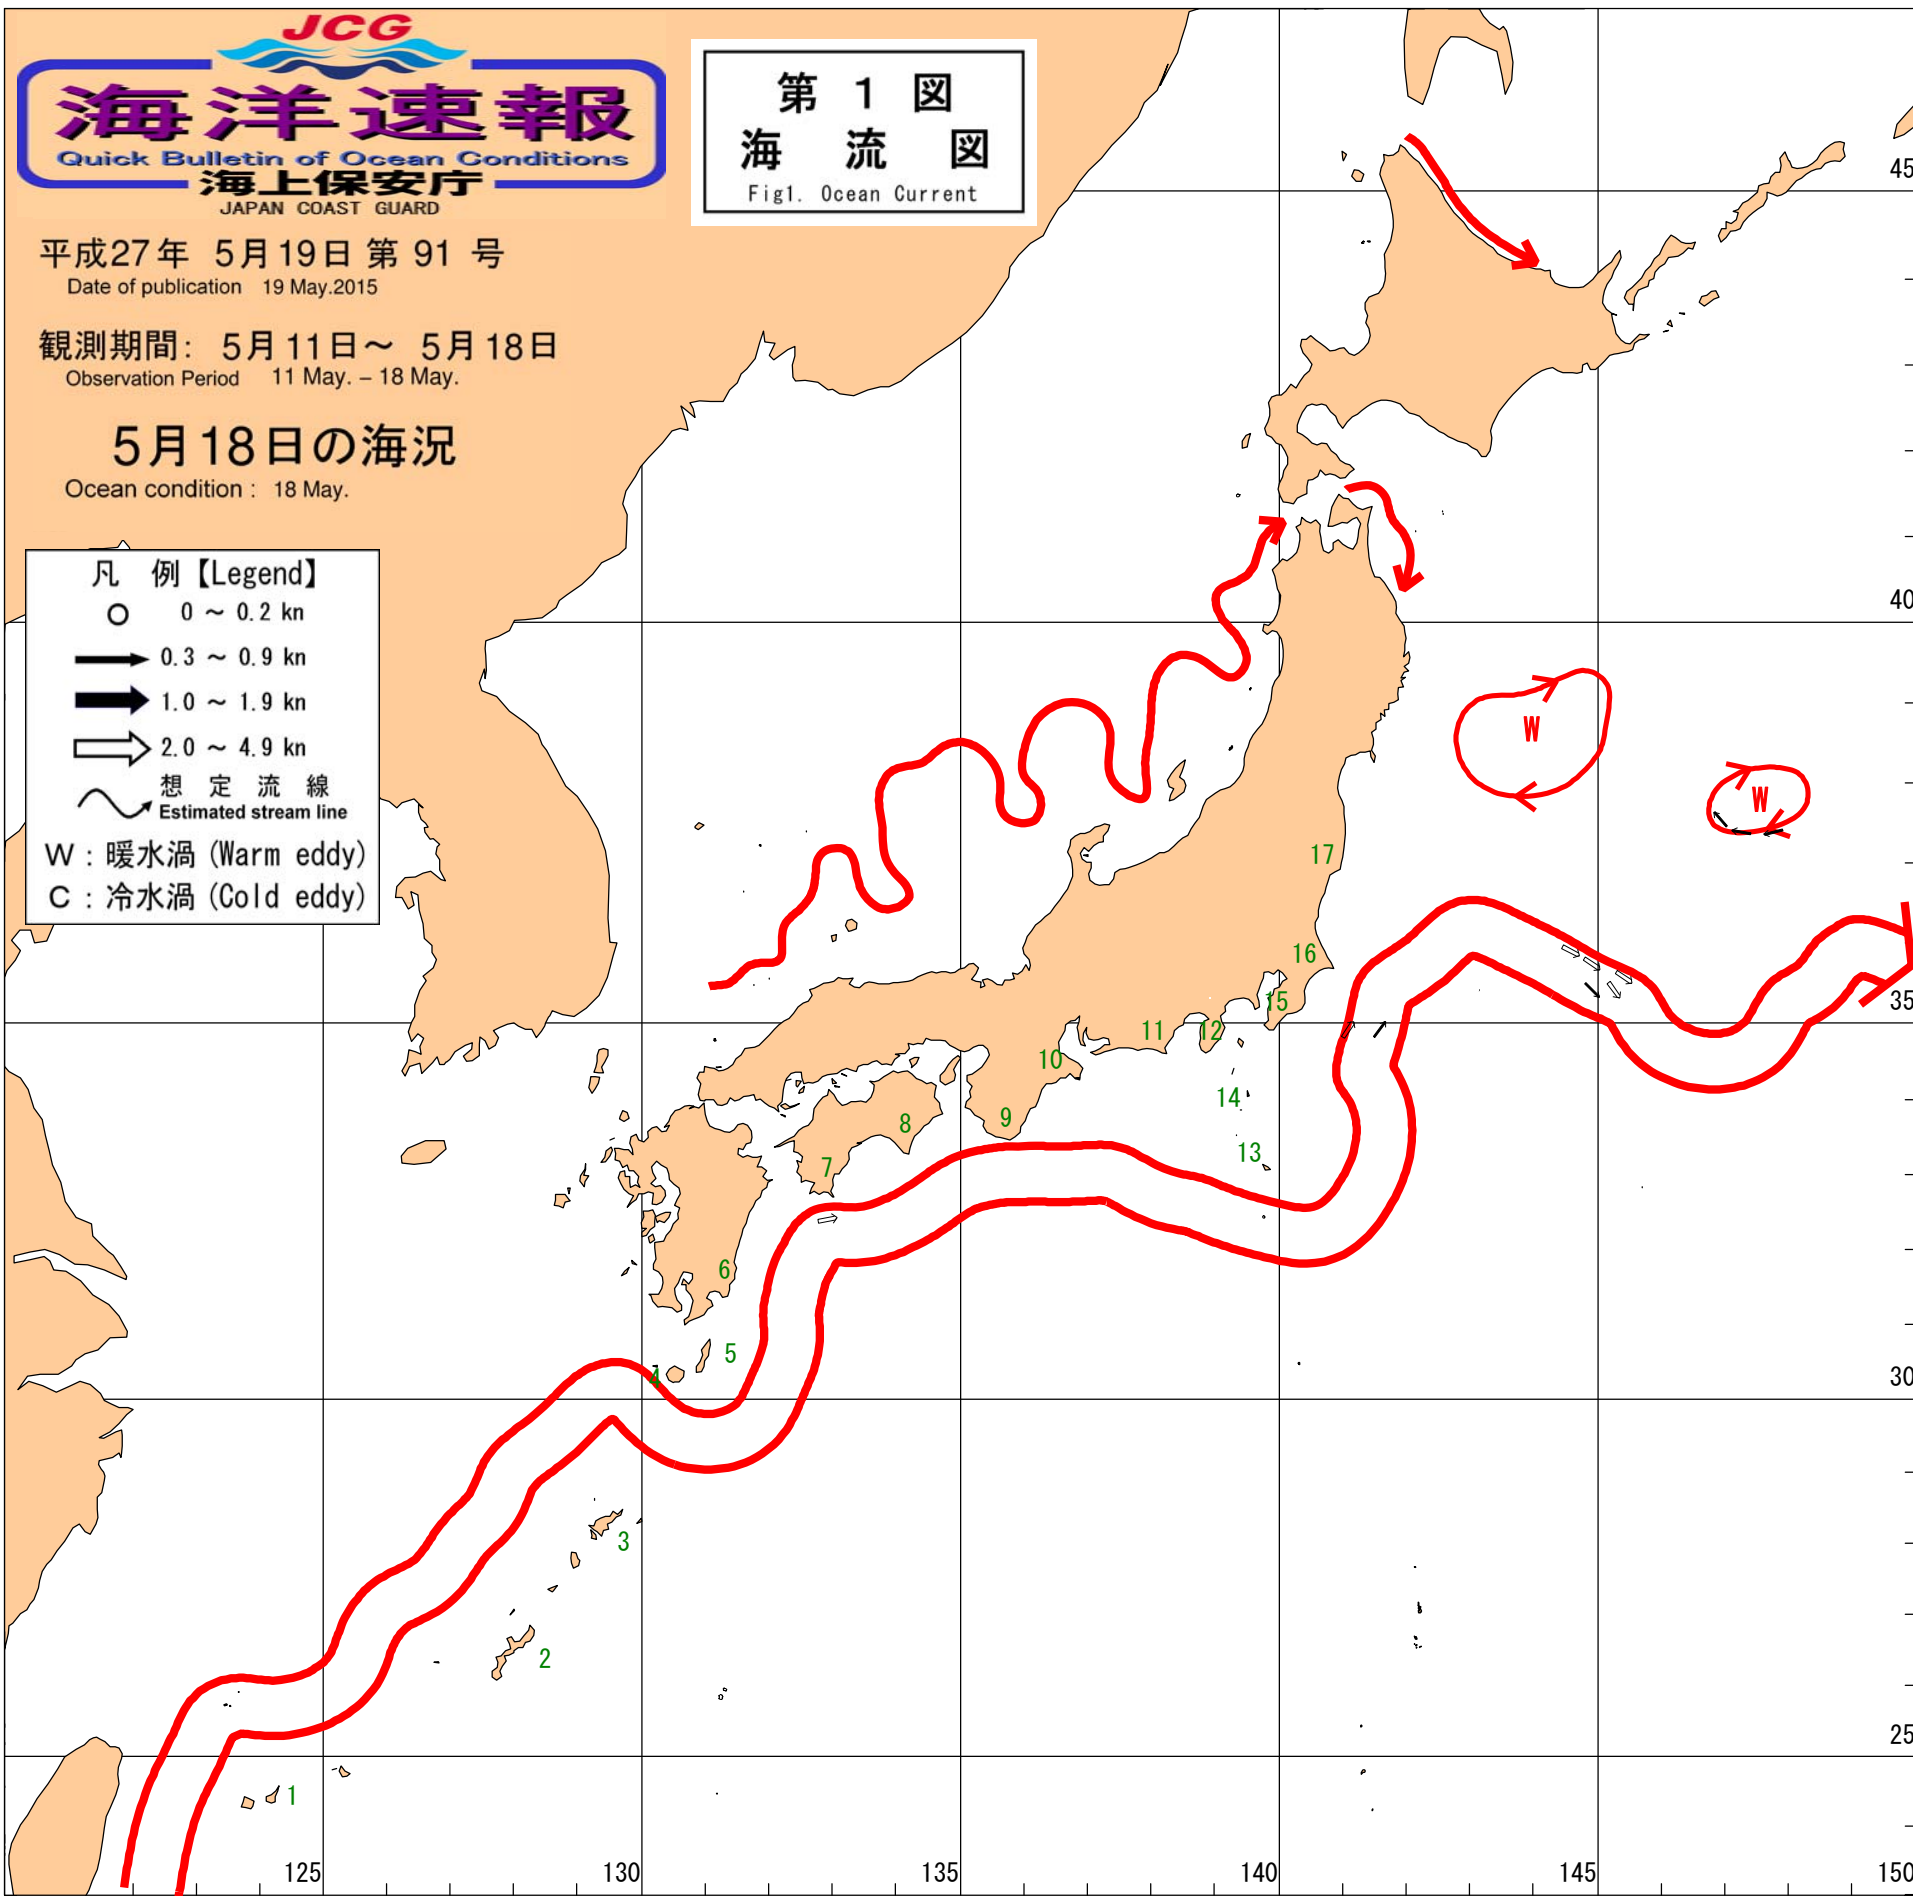 JCG
海洋速報
Quick Bulletin of Ocean Conditions
海上保安庁
JAPAN COAST GUARD
第 1 図
海 流 図
Fig1. Ocean Current
平成27年 5月19日 第 91 号
Date of publication 19 May.2015
観測期間: 5月11日~ 5月18日
Observation Period 11 May. – 18 May.
5月18日の海況
Ocean condition : 18 May.
凡 例【Legend】
0 ~ 0.2 kn
0.3 ~ 0.9 kn
1.0 ~ 1.9 kn
2.0 ~ 4.9 kn
想 定 流 線
Estimated stream line
W : 暖水渦 (Warm eddy)
C : 冷水渦 (Cold eddy)
45
40
W
W
17
16
35
15
12
11
10
14
9
8
13
7
6
5
4
30
3
2
25
1
125
130
135
140
145
150